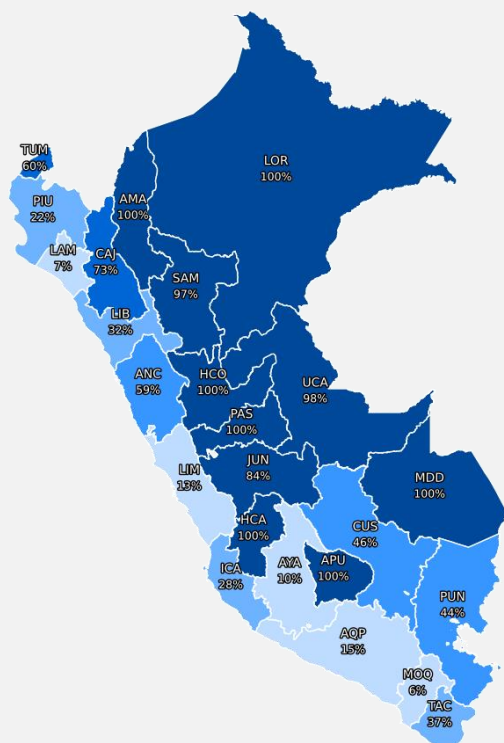 TUM
60%
LOR
100%
PIU
22%
AMA
100%
LAM
7%
CAJ
73%
SAM
97%
LIB
32%
ANC
59%
HCO
100%
UCA
98%
PAS
100%
JUN
84%
LIM
13%
MDD
100%
HCA
100%
CUS
46%
ICA
28%
AYA
10%
APU
100%
PUN
44%
AQP
15%
MOQ
6%
TAC
37%